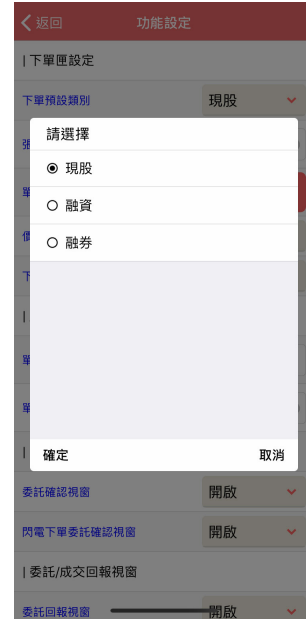 返回 功能設定
| 下單匣設定
下單預設類別 現股
請選擇
現股
融資
融券
確定 取消
委託確認視窗 開啟
閃電下單委託確認視窗 開啟
| 委託/成交回報視窗
委託回報視窗 開啟